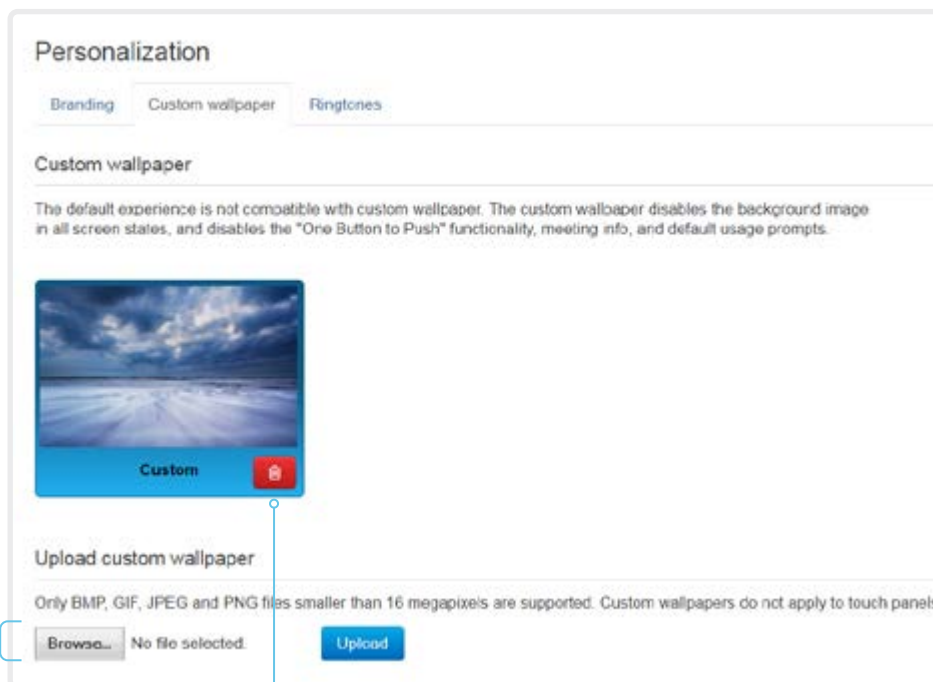 Personalization
Branding Custom wallpaper Ringtones
Custom wallpaper
The default experience is not compatible with custom wallpaper. The custom wallpaper disables the background image
in all screen states, and disables the "One Button to Push" functionality, meeting info, and default usage prompts.
Custom
Upload custom wallpaper
Only BMP, GIF, JPEG and PNG files smaller than 16 megapixels are supported. Custom wallpapers do not apply to touch panels
Browse... No file selected. Upload